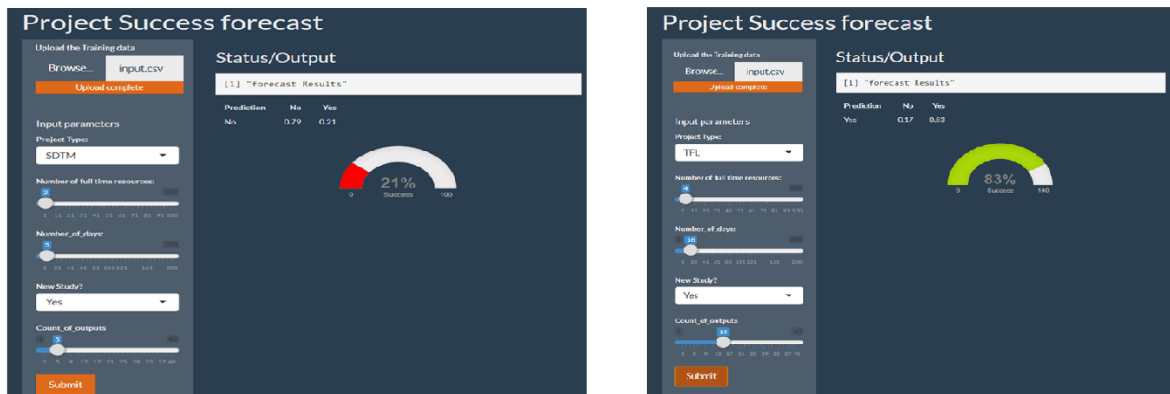 Project Success forecast
Upload the Training data
Browse... input.csv
Upload complete
Input parameters
Project Type:
SDTM
Number of full time resources:
2
Number_of_days:
5
New Study?
Yes
Count_of_outputs
5
Submit
Status/Output
[1] "forecast Results"
Prediction No Yes
No 0.79 0.21
21%
Success
0 100
Project Success forecast
Upload the Training data
Browse... input.csv
Upload complete
Input parameters
Project Type:
TFL
Number of full time resources:
4
Number_of_days:
16
New Study?
Yes
Count_of_outputs
Submit
Status/Output
[1] "forecast Results"
Prediction No Yes
Yes 0.17 0.83
83%
Success
0 100